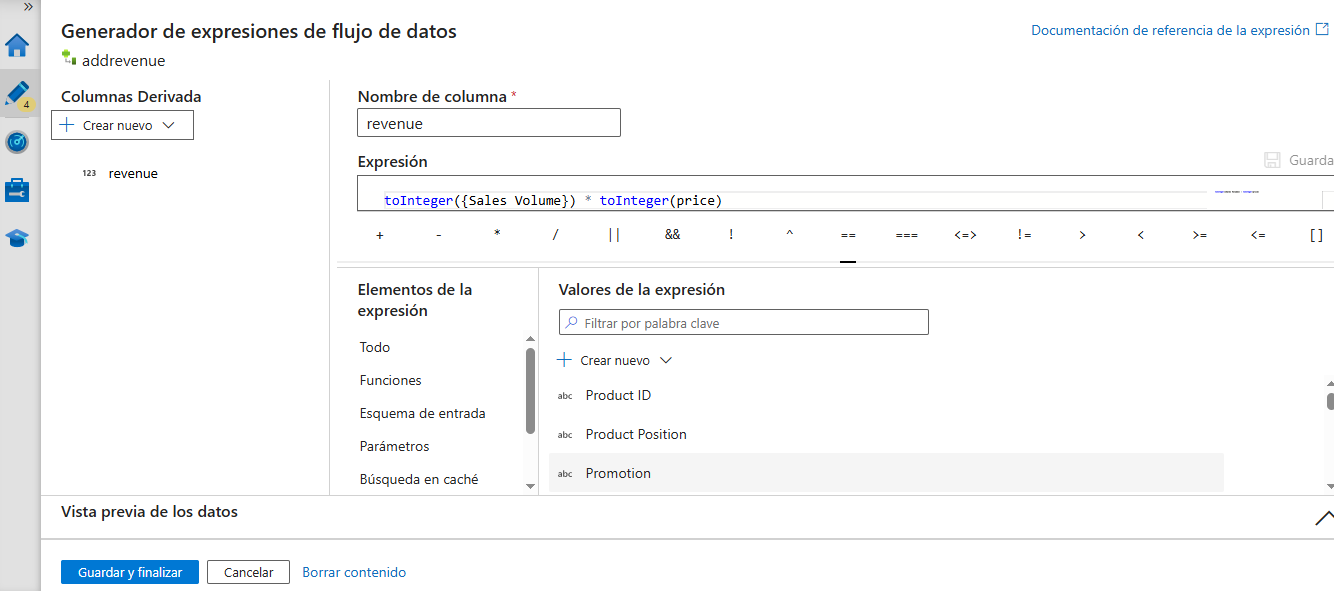 »
Generador de expresiones de flujo de datos
Documentación de referencia de la expresión
addrevenue
4
Columnas Derivada
Crear nuevo
123 revenue
Nombre de columna *
revenue
Expresión
Guarda
toInteger({Sales Volume}) * toInteger(price)
+ - * / || && ! ^ == === <=> != > < >= <= []
Elementos de la
expresión
Todo
Funciones
Esquema de entrada
Parámetros
Búsqueda en caché
Valores de la expresión
Filtrar por palabra clave
Crear nuevo
abc Product ID
abc Product Position
abc Promotion
Vista previa de los datos
Guardar y finalizar
Cancelar
Borrar contenido